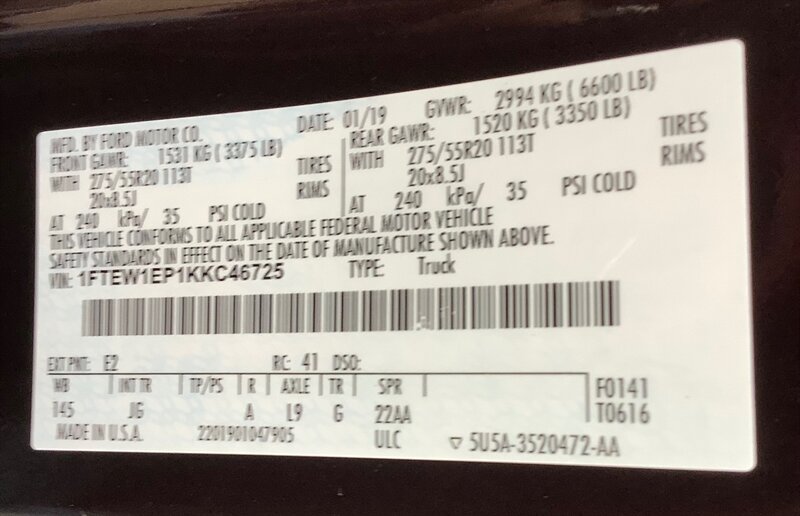 MFD. BY FORD MOTOR CO. DATE: 01/19 GVWR: 2994 KG ( 6600 LB)
FRONT GAWR: 1531 KG ( 3375 LB) REAR GAWR: 1520 KG ( 3350 LB)
WITH 275/55R20 113T TIRES WITH 275/55R20 113T TIRES
20x8.5J RIMS 20x8.5J RIMS
AT 240 kPa/ 35 PSI COLD AT 240 kPa/ 35 PSI COLD
THIS VEHICLE CONFORMS TO ALL APPLICABLE FEDERAL MOTOR VEHICLE
SAFETY STANDARDS IN EFFECT ON THE DATE OF MANUFACTURE SHOWN ABOVE.
VIN: 1FTEW1EP1KKC46725 TYPE: Truck
EXT PNT: E2 RC: 41 DSO:
WB INT TR TP/PS R AXLE TR SPR F0141
145 JG A L9 G 22AA T0616
MADE IN U.S.A. 2201901047905 ULC ▽ 5U5A-3520472-AA